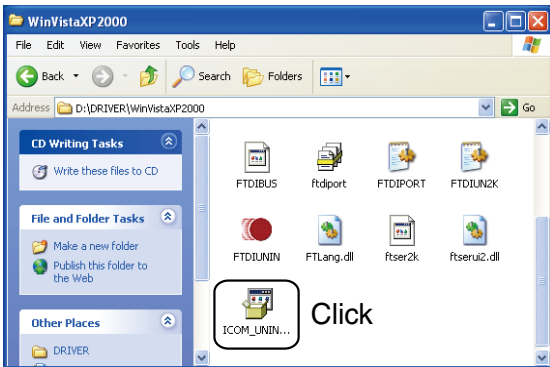 WinVistaXP2000
File Edit View Favorites Tools Help
Back Search Folders
Address D:\DRIVER\WinVistaXP2000 Go
CD Writing Tasks
Write these files to CD
File and Folder Tasks
Make a new folder
Publish this folder to
the Web
Other Places
DRIVER
FTDIBUS ftdiport FTDIPORT FTDIUN2K
FTDIUNIN FTLang.dll ftser2k ftserui2.dll
ICOM_UNIN... Click